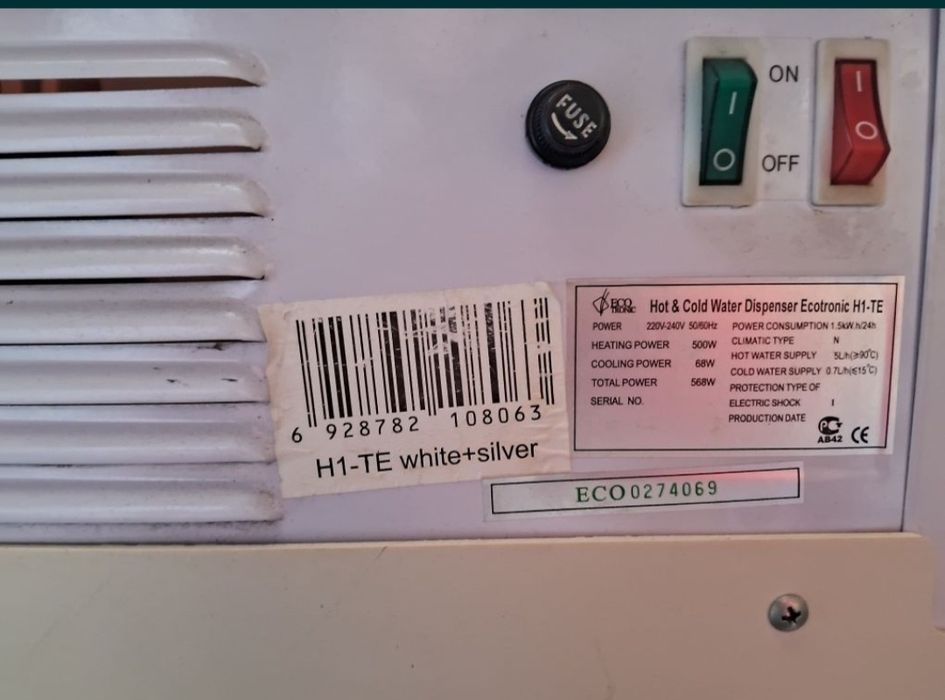 FUSE
I
O
ON
OFF
I
O
ECO
TRONIC
Hot & Cold Water Dispenser Ecotronic H1-TE
POWER 220V-240V 50/60Hz
HEATING POWER 500W
COOLING POWER 68W
TOTAL POWER 568W
SERIAL NO.
POWER CONSUMPTION 1.5kW.h/24h
CLIMATIC TYPE N
HOT WATER SUPPLY 5L/h(≥90°C)
COLD WATER SUPPLY 0.7L/h(≤15°C)
PROTECTION TYPE OF
ELECTRIC SHOCK I
PRODUCTION DATE
AB42 CE
6 928782 108063
H1-TE white+silver
ECO0274069